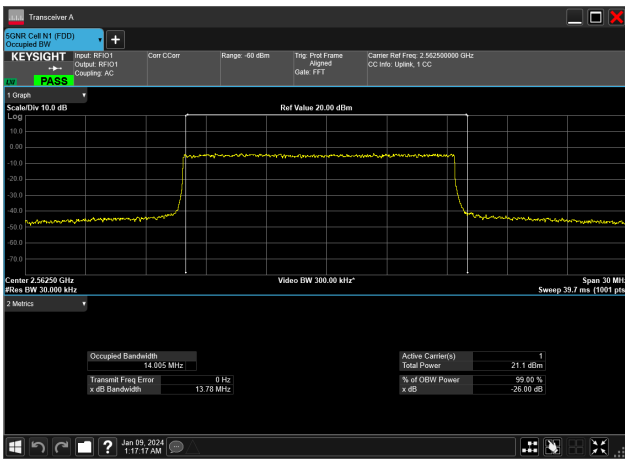 Transceiver A
5GNR Cell N1 (FDD)
Occupied BW
KEYSIGHT
PASS
Input: RFIO1
Output: RFIO1
Coupling: AC
Corr CCorr
Range: -60 dBm
Trig: Prot Frame
Aligned
Gate: FFT
Carrier Ref Freq: 2.562500000 GHz
CC Info: Uplink, 1 CC
1 Graph
Scale/Div 10.0 dB
Ref Value 20.00 dBm
Log
10.0
0.00
-10.0
-20.0
-30.0
-40.0
-50.0
-60.0
-70.0
Center 2.56250 GHz
Video BW 300.00 kHz*
Span 30 MHz
#Res BW 30.000 kHz
Sweep 39.7 ms (1001 pts
2 Metrics
Occupied Bandwidth
14.005 MHz
Transmit Freq Error 0 Hz
x dB Bandwidth 13.78 MHz
Active Carrier(s) 1
Total Power 21.1 dBm
% of OBW Power 99.00 %
x dB -26.00 dB
Jan 09, 2024
1:17:17 AM